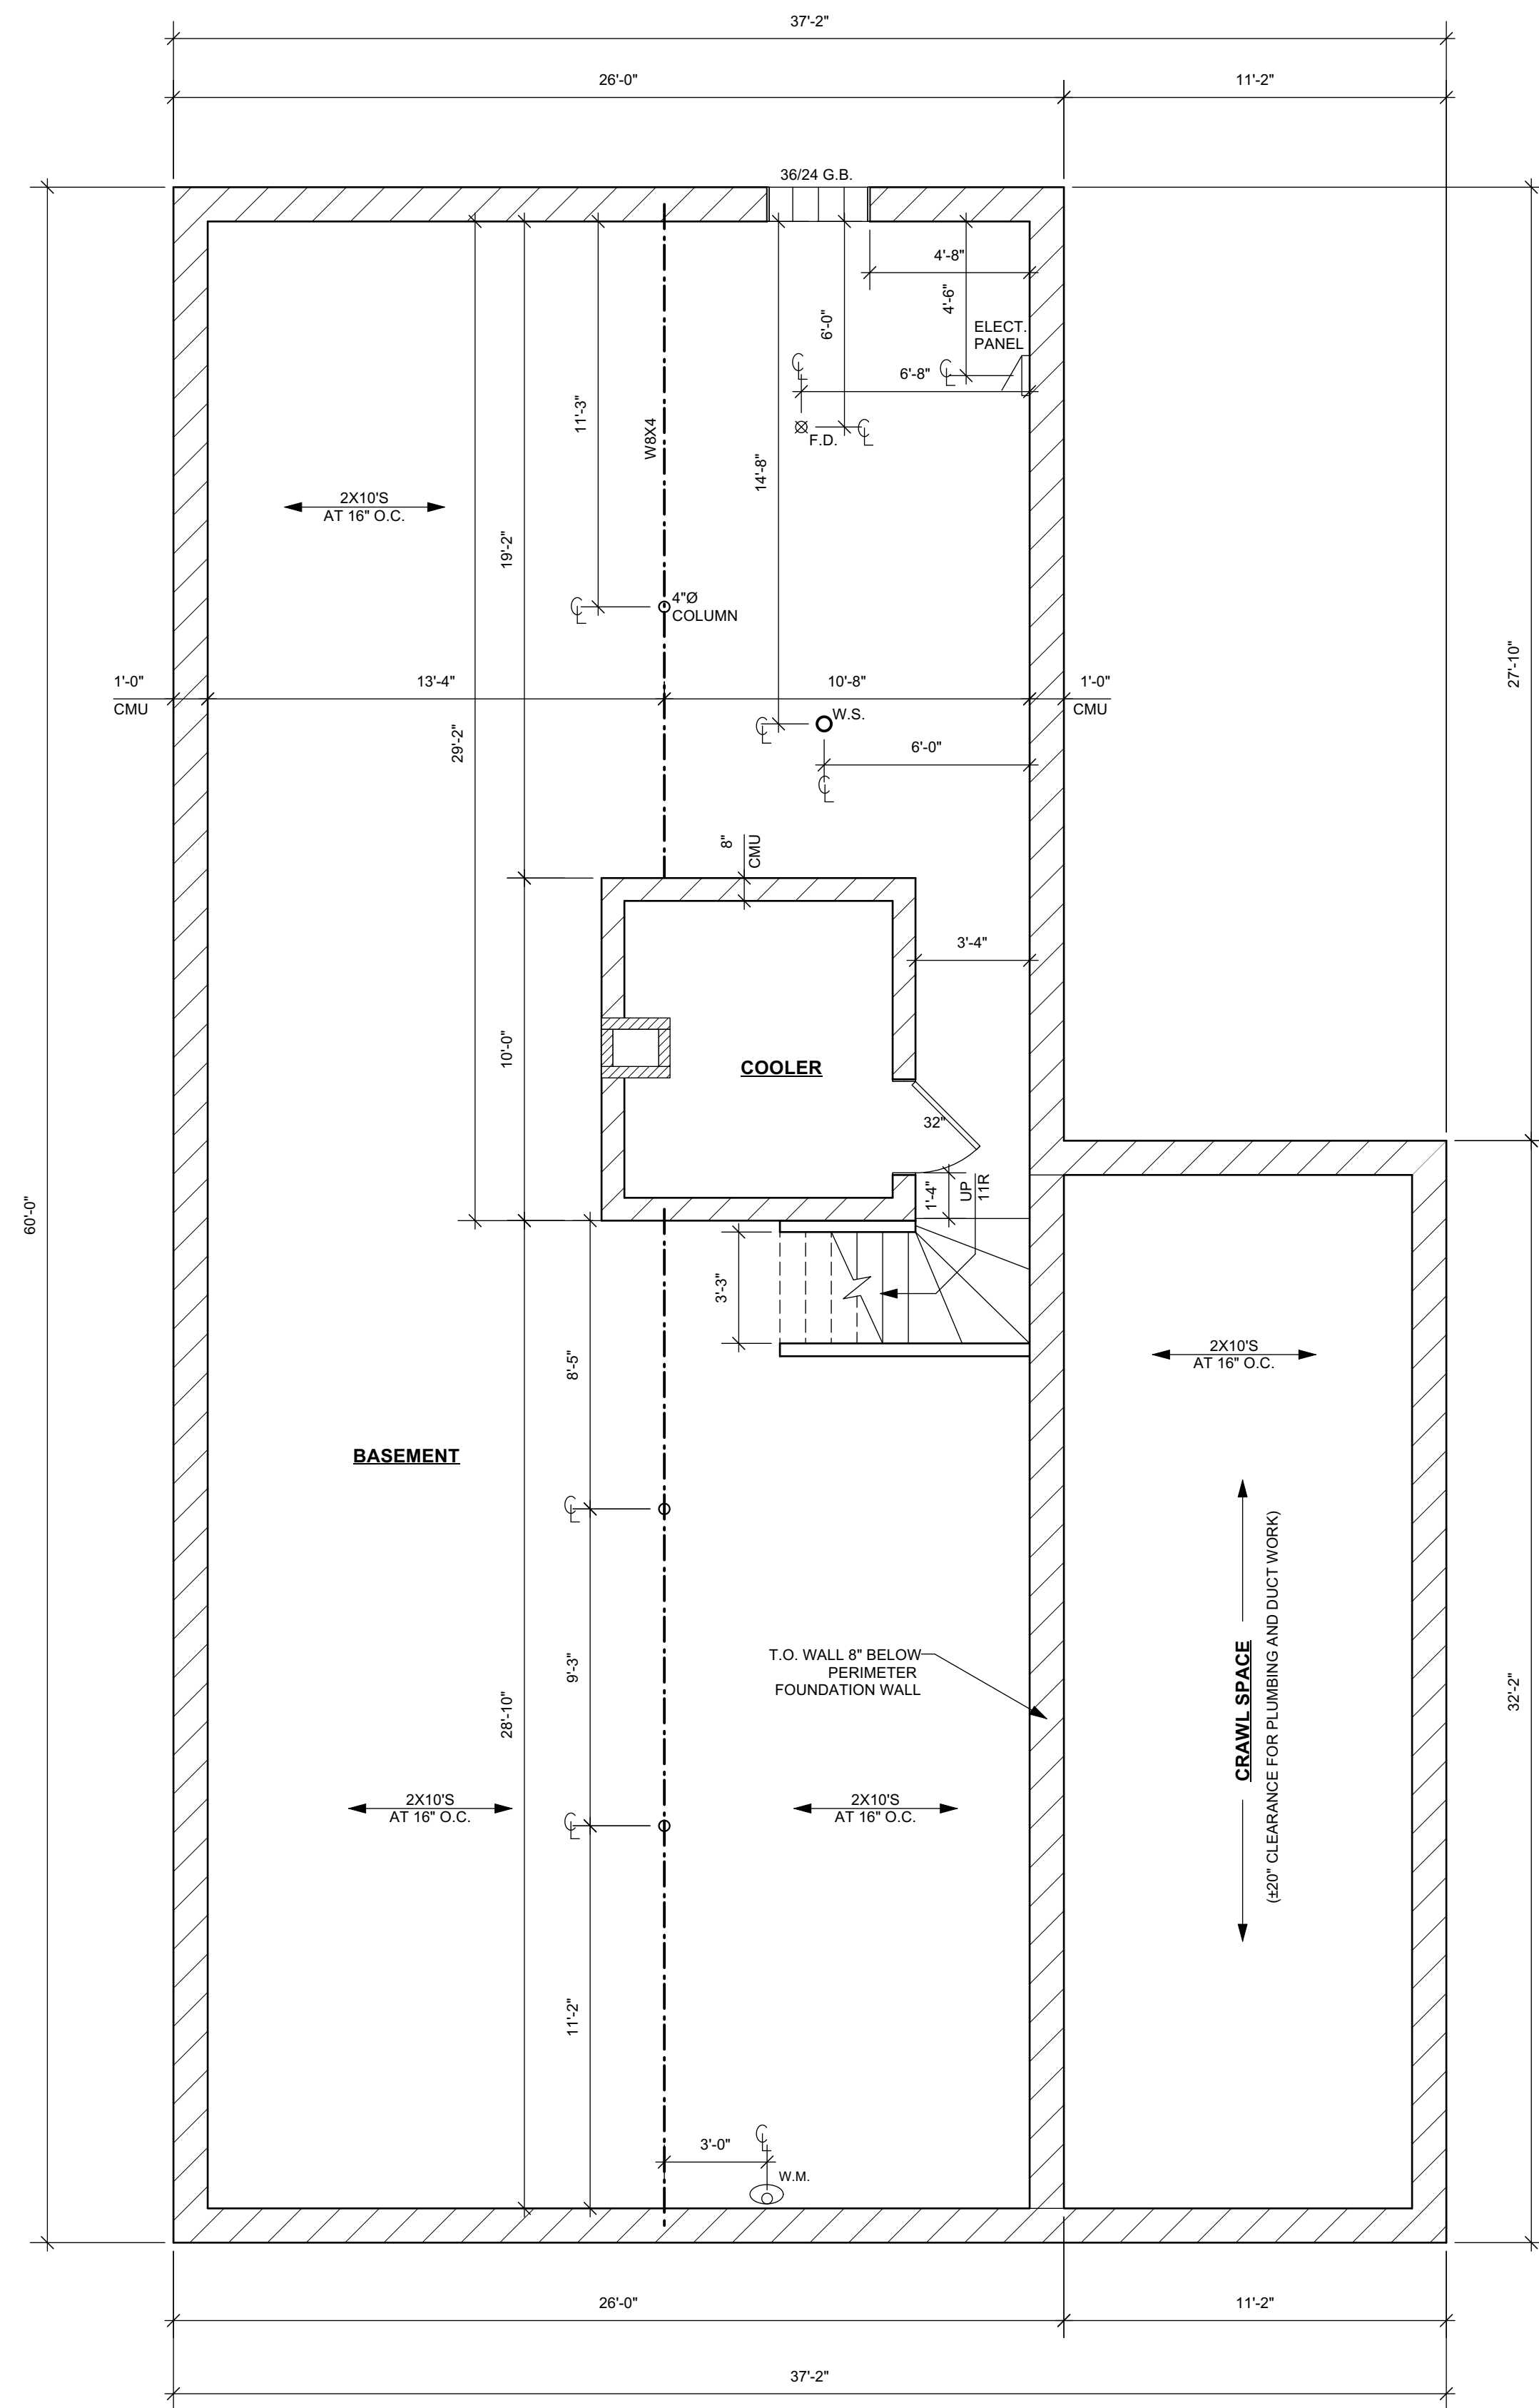 37'-2"
26'-0"
11'-2"
36/24 G.B.
4'-8"
4'-6"
6'-0"
ELECT.
PANEL
6'-8"
℄
℄
℄
F.D.
11'-3"
W8X4
14'-8"
2X10'S
AT 16" O.C.
19'-2"
℄
4"Ø
COLUMN
27'-10"
1'-0"
CMU
13'-4"
10'-8"
1'-0"
CMU
29'-2"
℄
W.S.
6'-0"
℄
8"
CMU
3'-4"
10'-0"
COOLER
32"
1'-4"
UP
11R
60'-0"
3'-3"
8'-5"
2X10'S
AT 16" O.C.
BASEMENT
℄
9'-3"
28'-10"
T.O. WALL 8" BELOW
PERIMETER
FOUNDATION WALL
CRAWL SPACE
(±20" CLEARANCE FOR PLUMBING AND DUCT WORK)
32'-2"
2X10'S
AT 16" O.C.
℄
2X10'S
AT 16" O.C.
11'-2"
3'-0"
℄
W.M.
26'-0"
11'-2"
37'-2"